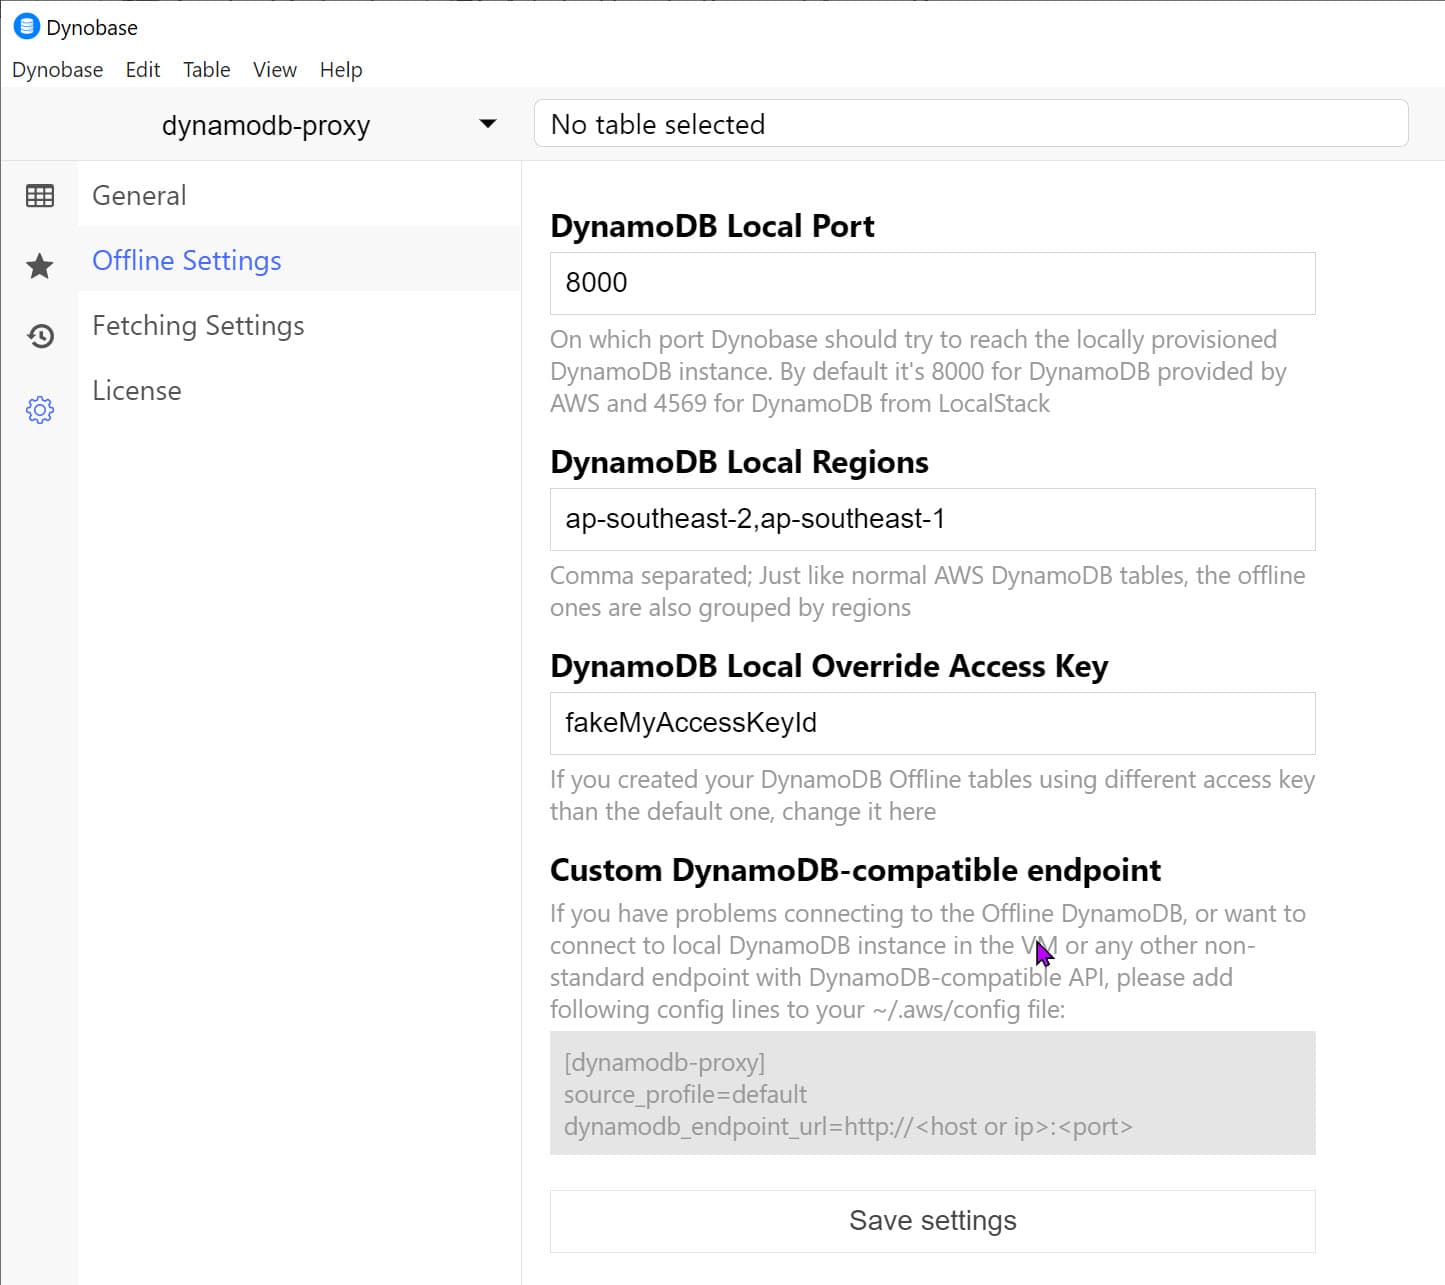 Dynobase
Dynobase Edit Table View Help
dynamodb-proxy
No table selected
General
Offline Settings
Fetching Settings
License
DynamoDB Local Port
8000
On which port Dynobase should try to reach the locally provisioned
DynamoDB instance. By default it's 8000 for DynamoDB provided by
AWS and 4569 for DynamoDB from LocalStack
DynamoDB Local Regions
ap-southeast-2,ap-southeast-1
Comma separated; Just like normal AWS DynamoDB tables, the offline
ones are also grouped by regions
DynamoDB Local Override Access Key
fakeMyAccessKeyId
If you created your DynamoDB Offline tables using different access key
than the default one, change it here
Custom DynamoDB-compatible endpoint
If you have problems connecting to the Offline DynamoDB, or want to
connect to local DynamoDB instance in the VM or any other non-
standard endpoint with DynamoDB-compatible API, please add
following config lines to your ~/.aws/config file:
[dynamodb-proxy]
source_profile=default
dynamodb_endpoint_url=http://<host or ip>:<port>
Save settings